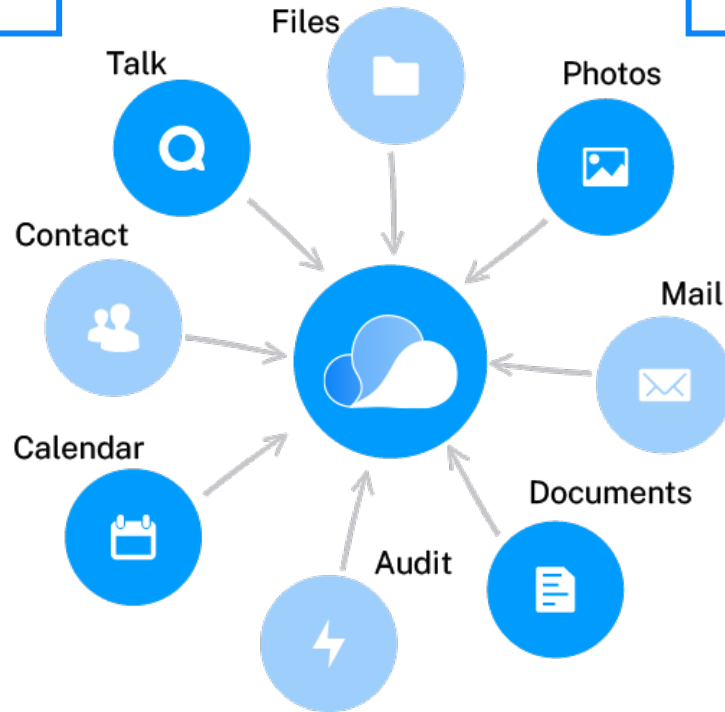 Files
Talk
Photos
Contact
Mail
Calendar
Documents
Audit